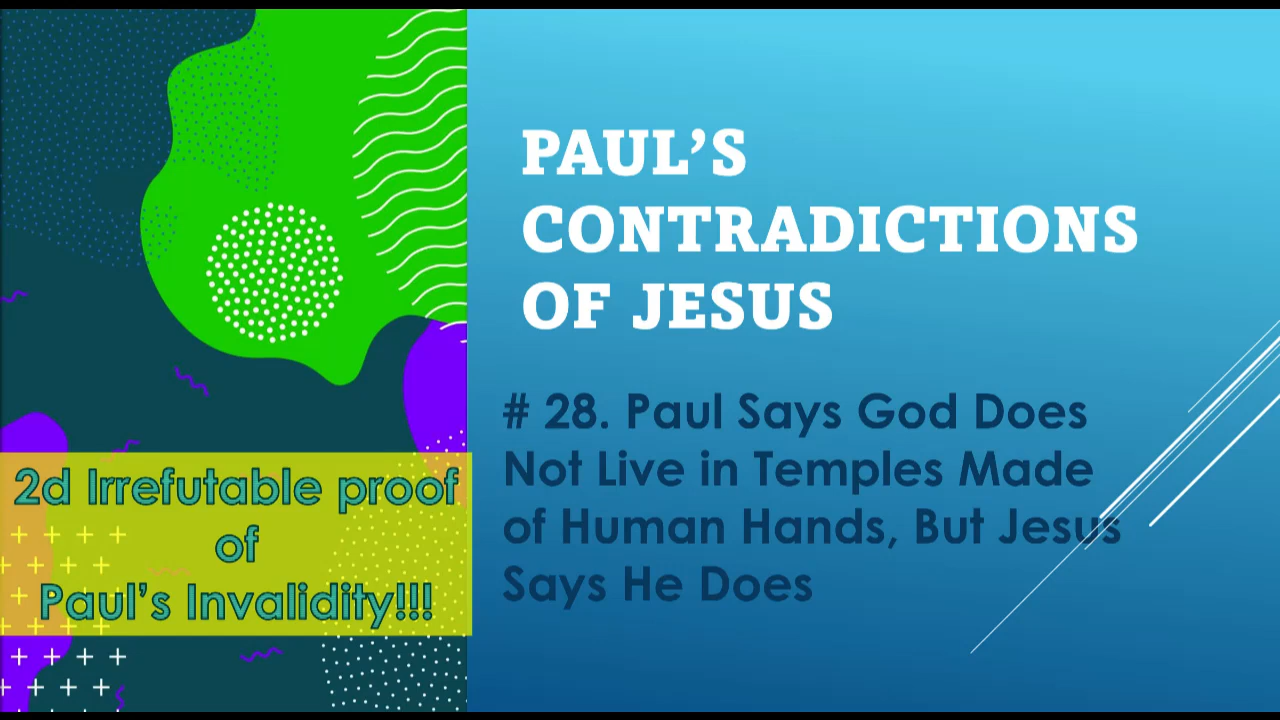 PAUL’S
CONTRADICTIONS
OF JESUS
# 28. Paul Says God Does
Not Live in Temples Made
of Human Hands, But Jesus
Says He Does
2d Irrefutable proof
of
Paul’s Invalidity!!!